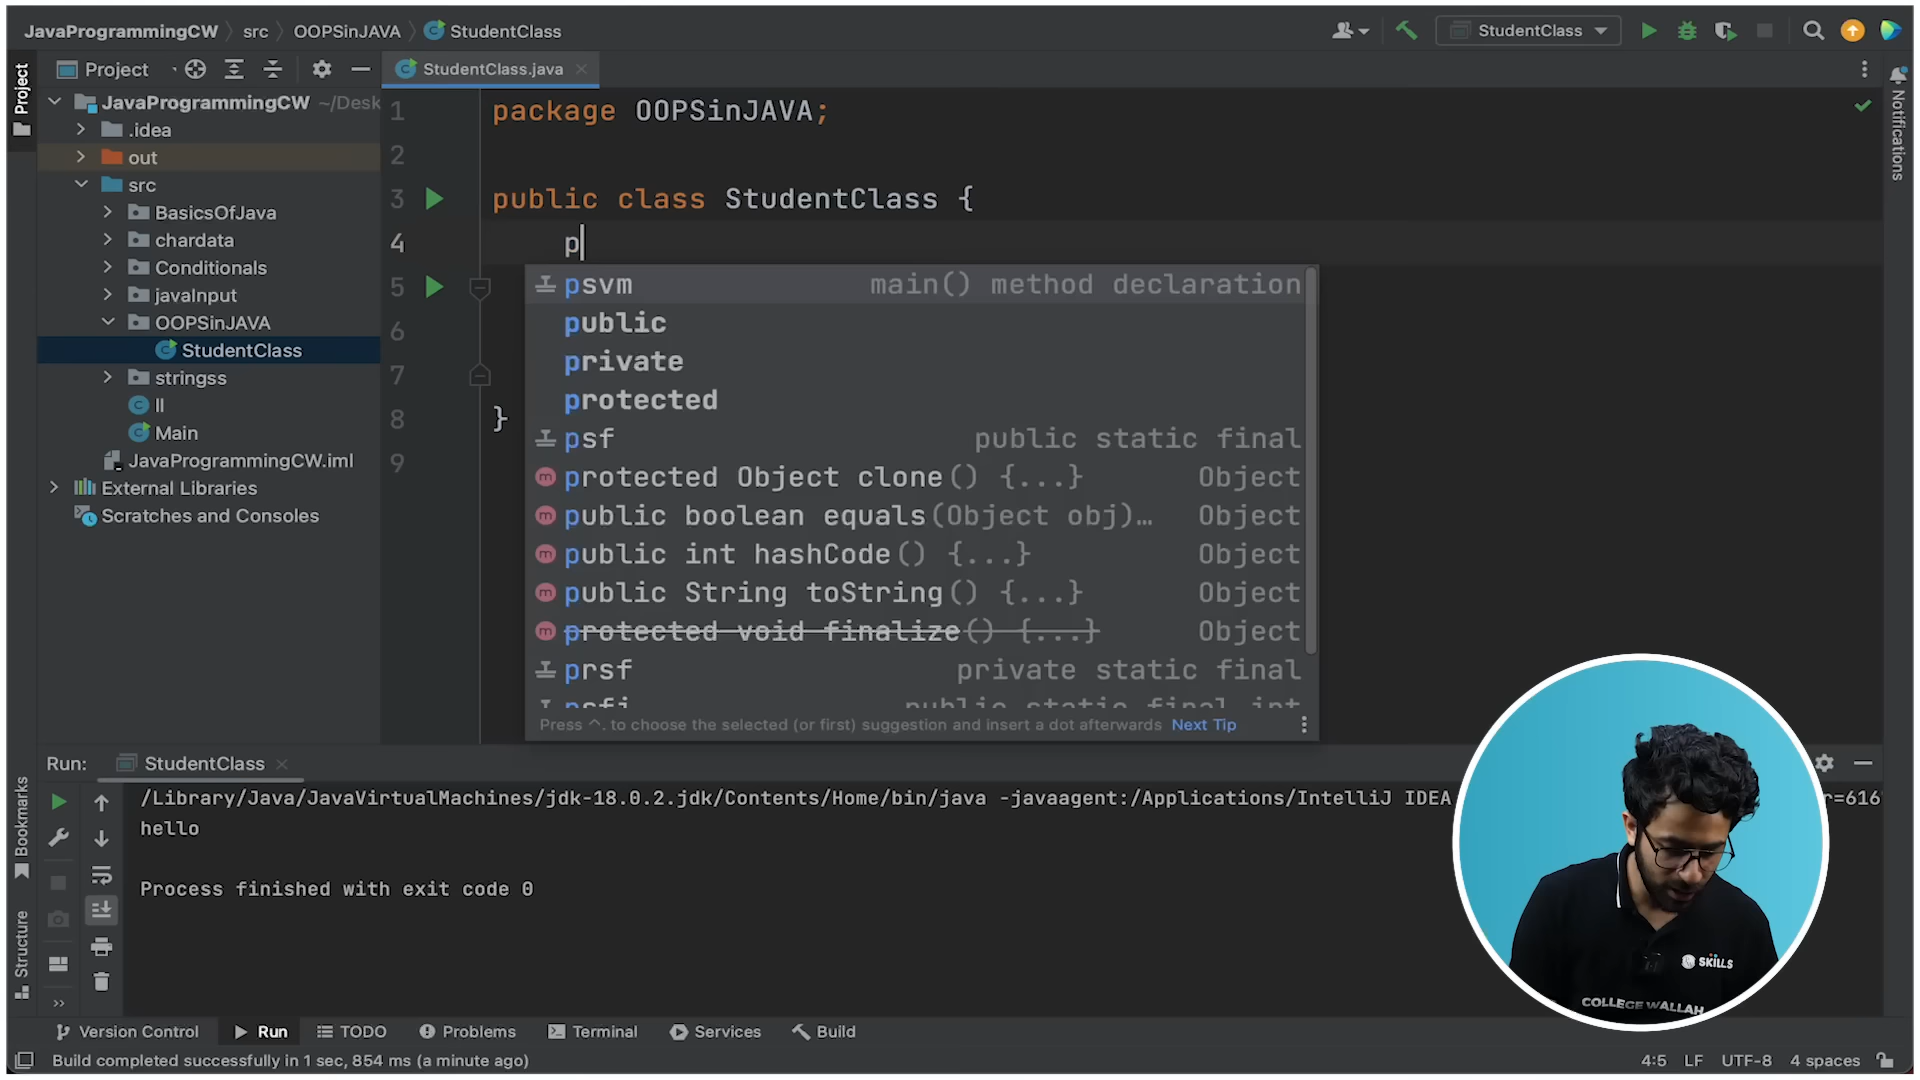 JavaProgrammingCW src OOPSinJAVA StudentClass StudentClass
Project StudentClass.java
Project
Notifications
JavaProgrammingCW ~/Desk
.idea
out
src
BasicsOfJava
chardata
Conditionals
javaInput
OOPSinJAVA
StudentClass
stringss
ll
Main
JavaProgrammingCW.iml
External Libraries
Scratches and Consoles
1 package OOPSinJAVA;
2
3 public class StudentClass {
4 p
5
6
7
8 }
9
psvm main() method declaration
public
private
protected
psf public static final
protected Object clone() {...} Object
public boolean equals(Object obj)… Object
public int hashCode() {...} Object
public String toString() {...} Object
protected void finalize() {...} Object
prsf private static final
psfi public static final int
Press ^. to choose the selected (or first) suggestion and insert a dot afterwards Next Tip
Run: StudentClass
/Library/Java/JavaVirtualMachines/jdk-18.0.2.jdk/Contents/Home/bin/java -javaagent:/Applications/IntelliJ IDEA r=616
hello
Process finished with exit code 0
Bookmarks
Structure
SKILLS
COLLEGE WALLAH
Version Control Run TODO Problems Terminal Services Build
Build completed successfully in 1 sec, 854 ms (a minute ago) 4:5 LF UTF-8 4 spaces